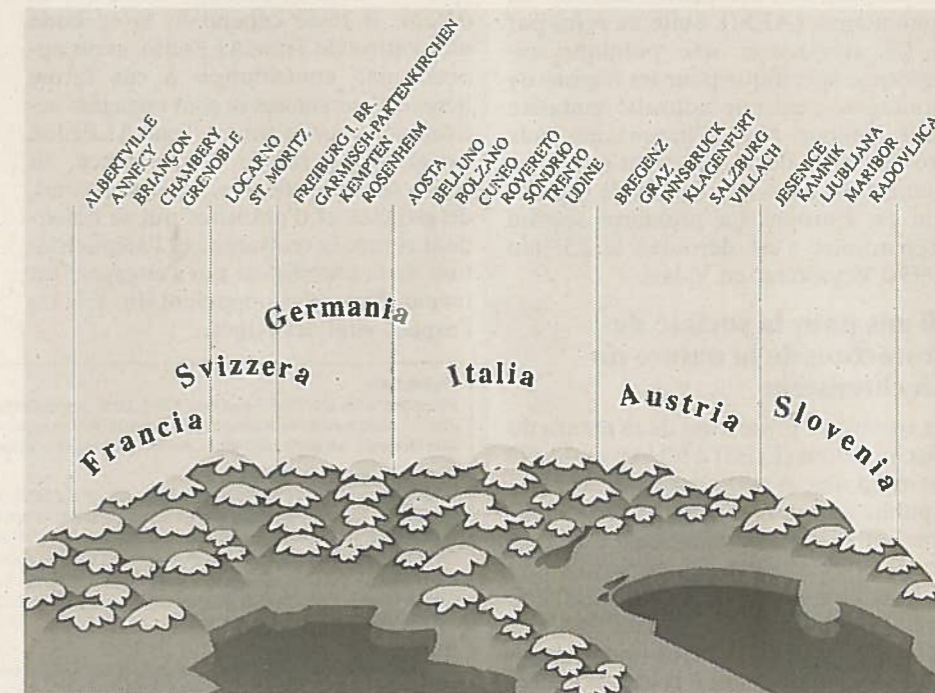 ALBERTVILLE
ANNECY
BRIANÇON
CHAMBERY
GRENOBLE
LOCARNO
ST. MORITZ
FREIBURG I. BR.
GARMISCH-PARTENKIRCHEN
KEMPTEN
ROSENHEIM
AOSTA
BELLUNO
BOLZANO
CUNEO
ROVERETO
SONDRIO
TRENTO
UDINE
BREGENZ
GRAZ
INNSBRUCK
KLAGENFURT
SALZBURG
VILLACH
JESENICE
KAMNIK
LJUBLJANA
MARIBOR
RADOVLJICA
Francia
Svizzera
Germania
Italia
Austria
Slovenia